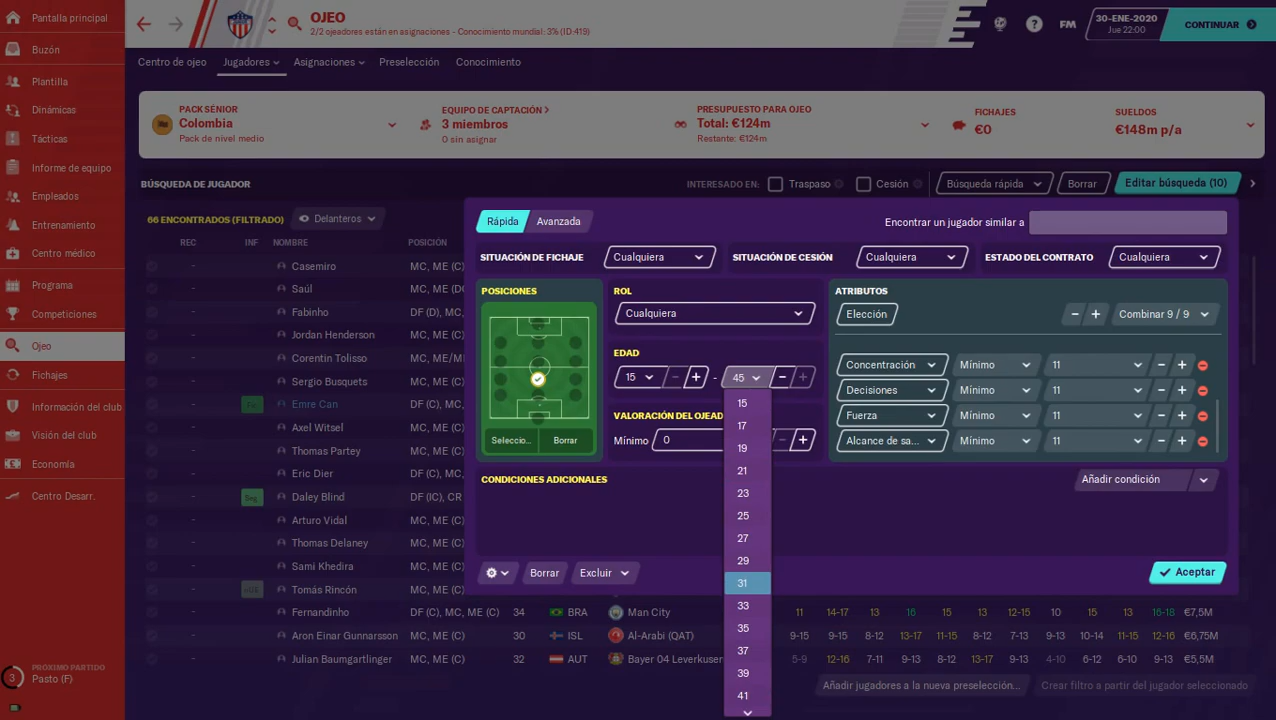 Pantalla principal
Buzón
Plantilla
Dinámicas
Tácticas
Informe de equipo
Empleados
Entrenamiento
Centro médico
Programa
Competiciones
Ojeo
Fichajes
Información del club
Visión del club
Economía
Centro Desarr.
3
PRÓXIMO PARTIDO
Pasto (F)
OJEO
2/2 ojeadores están en asignaciones - Conocimiento mundial: 3% (ID:419)
?
FM
30-ENE-2020
Jue 22:00
CONTINUAR
Centro de ojeo
Jugadores
Asignaciones
Preselección
Conocimiento
PACK SÉNIOR
Colombia
Pack de nivel medio
EQUIPO DE CAPTACIÓN >
3 miembros
0 sin asignar
PRESUPUESTO PARA OJEO
Total: €124m
Restante: €124m
FICHAJES
€0
SUELDOS
€148m p/a
BÚSQUEDA DE JUGADOR
INTERESADO EN:
Traspaso
Cesión
Búsqueda rápida
Borrar
Editar búsqueda (10)
66 ENCONTRADOS (FILTRADO)
Delanteros
REC
INF
NOMBRE
POSICIÓN
- Casemiro MC, ME (C)
- Saúl MC, M
- Fabinho DF (D), MC,
- Jordan Henderson MC, ME (C)
- Corentin Tolisso MC, ME/M
- Sergio Busquets MC, ME (C)
- Emre Can DF (C), MC,
- Axel Witsel MC, ME (C)
- Thomas Partey MC, ME (C)
- Eric Dier DF (C), MC
- Seg Daley Blind DF (IC), CR
- Arturo Vidal MC, ME (C)
- Thomas Delaney MC, ME (C)
- Sami Khedira MC, ME (C)
- Tomás Rincón MC, ME (C)
- Fernandinho DF (C), MC, ME (C) 34 BRA Man City 11 14-17 13 16 15 13 12-15 10 15 13 16-18 €7,5M
- Aron Einar Gunnarsson MC, ME (C) 30 ISL Al-Arabi (QAT) 9-15 9-15 8-12 13-17 11-15 8-12 7-13 9-13 10-14 11-15 12-16 €6,75M
- Julian Baumgartlinger MC, ME (C) 32 AUT Bayer 04 Leverkusen 5-9 12-16 7-11 9-13 8-12 13-17 9-13 4-10 6-12 6-10 9-13 €5,5M
Rápida
Avanzada
Encontrar un jugador similar a
SITUACIÓN DE FICHAJE
Cualquiera
SITUACIÓN DE CESIÓN
Cualquiera
ESTADO DEL CONTRATO
Cualquiera
POSICIONES
Seleccio...
Borrar
ROL
Cualquiera
EDAD
15 - + - 45 - +
VALORACIÓN DEL OJEAD
Mínimo 0 - +
15
17
19
21
23
25
27
29
31
33
35
37
39
41
ATRIBUTOS
Elección
- +
Combinar 9 / 9
Concentración Mínimo 11 - +
Decisiones Mínimo 11 - +
Fuerza Mínimo 11 - +
Alcance de sa... Mínimo 11 - +
CONDICIONES ADICIONALES
Añadir condición
Borrar
Excluir
Aceptar
Añadir jugadores a la nueva preselección...
Crear filtro a partir del jugador seleccionado